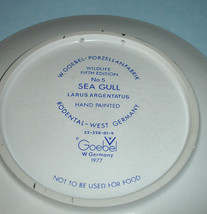 W. GOEBEL-PORZELLANFABRIK
WILDLIFE
FIFTH EDITION
No 5
SEA GULL
LARUS ARGENTATUS
HAND PAINTED
RODENTAL-WEST GERMANY
Goebel
W Germany
1977
NOT TO BE USED FOR FOOD